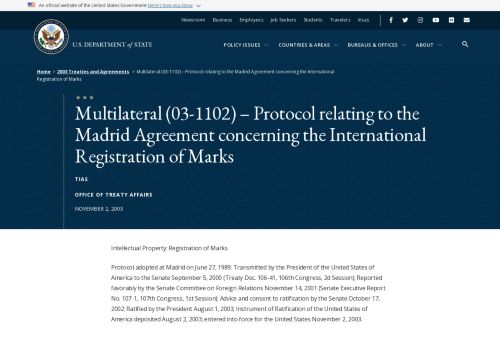 An official website of the United States Government Here's how you know
Newsroom Business Employees Job Seekers Students Travelers Visas
U.S. DEPARTMENT of STATE
POLICY ISSUES COUNTRIES & AREAS BUREAUS & OFFICES ABOUT
Home > 2003 Treaties and Agreements > Multilateral (03-1102) - Protocol relating to the Madrid Agreement concerning the International
Registration of Marks
Multilateral (03-1102) – Protocol relating to the
Madrid Agreement concerning the International
Registration of Marks
TIAS
OFFICE OF TREATY AFFAIRS
NOVEMBER 2, 2003
Intellectual Property: Registration of Marks
Protocol adopted at Madrid on June 27, 1989: Transmitted by the President of the United States of
America to the Senate September 5, 2000 (Treaty Doc. 106-41, 106th Congress, 2d Session); Reported
favorably by the Senate Committee on Foreign Relations November 14, 2001 (Senate Executive Report
No. 107-1, 107th Congress, 1st Session); Advice and consent to ratification by the Senate October 17,
2002; Ratified by the President August 1, 2003; Instrument of Ratification of the United States of
America deposited August 2, 2003; entered into force for the United States November 2, 2003.